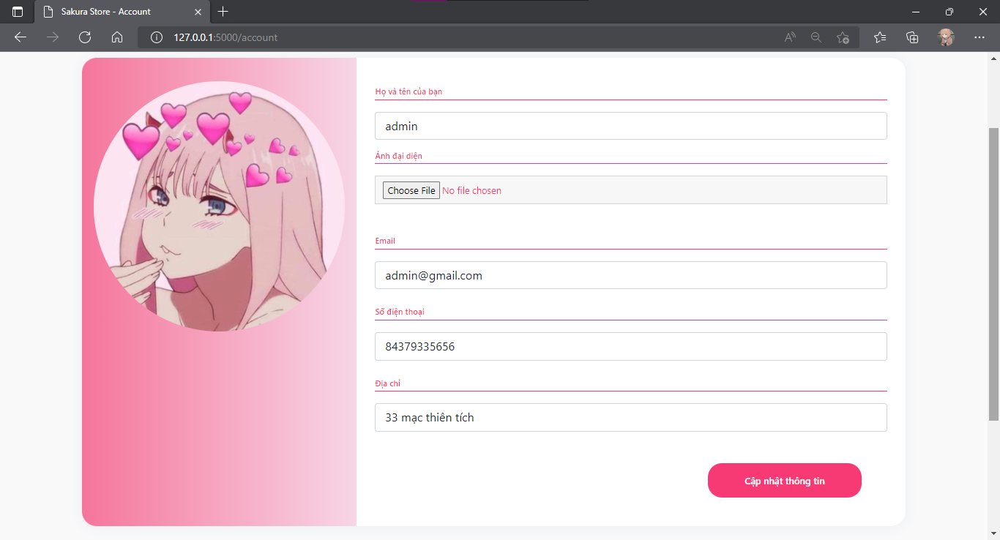 Sakura Store - Account
127.0.0.1:5000/account
Họ và tên của bạn
admin
Ảnh đại diện
Choose File No file chosen
Email
admin@gmail.com
Số điện thoại
84379335656
Địa chỉ
33 mạc thiên tích
Cập nhật thông tin